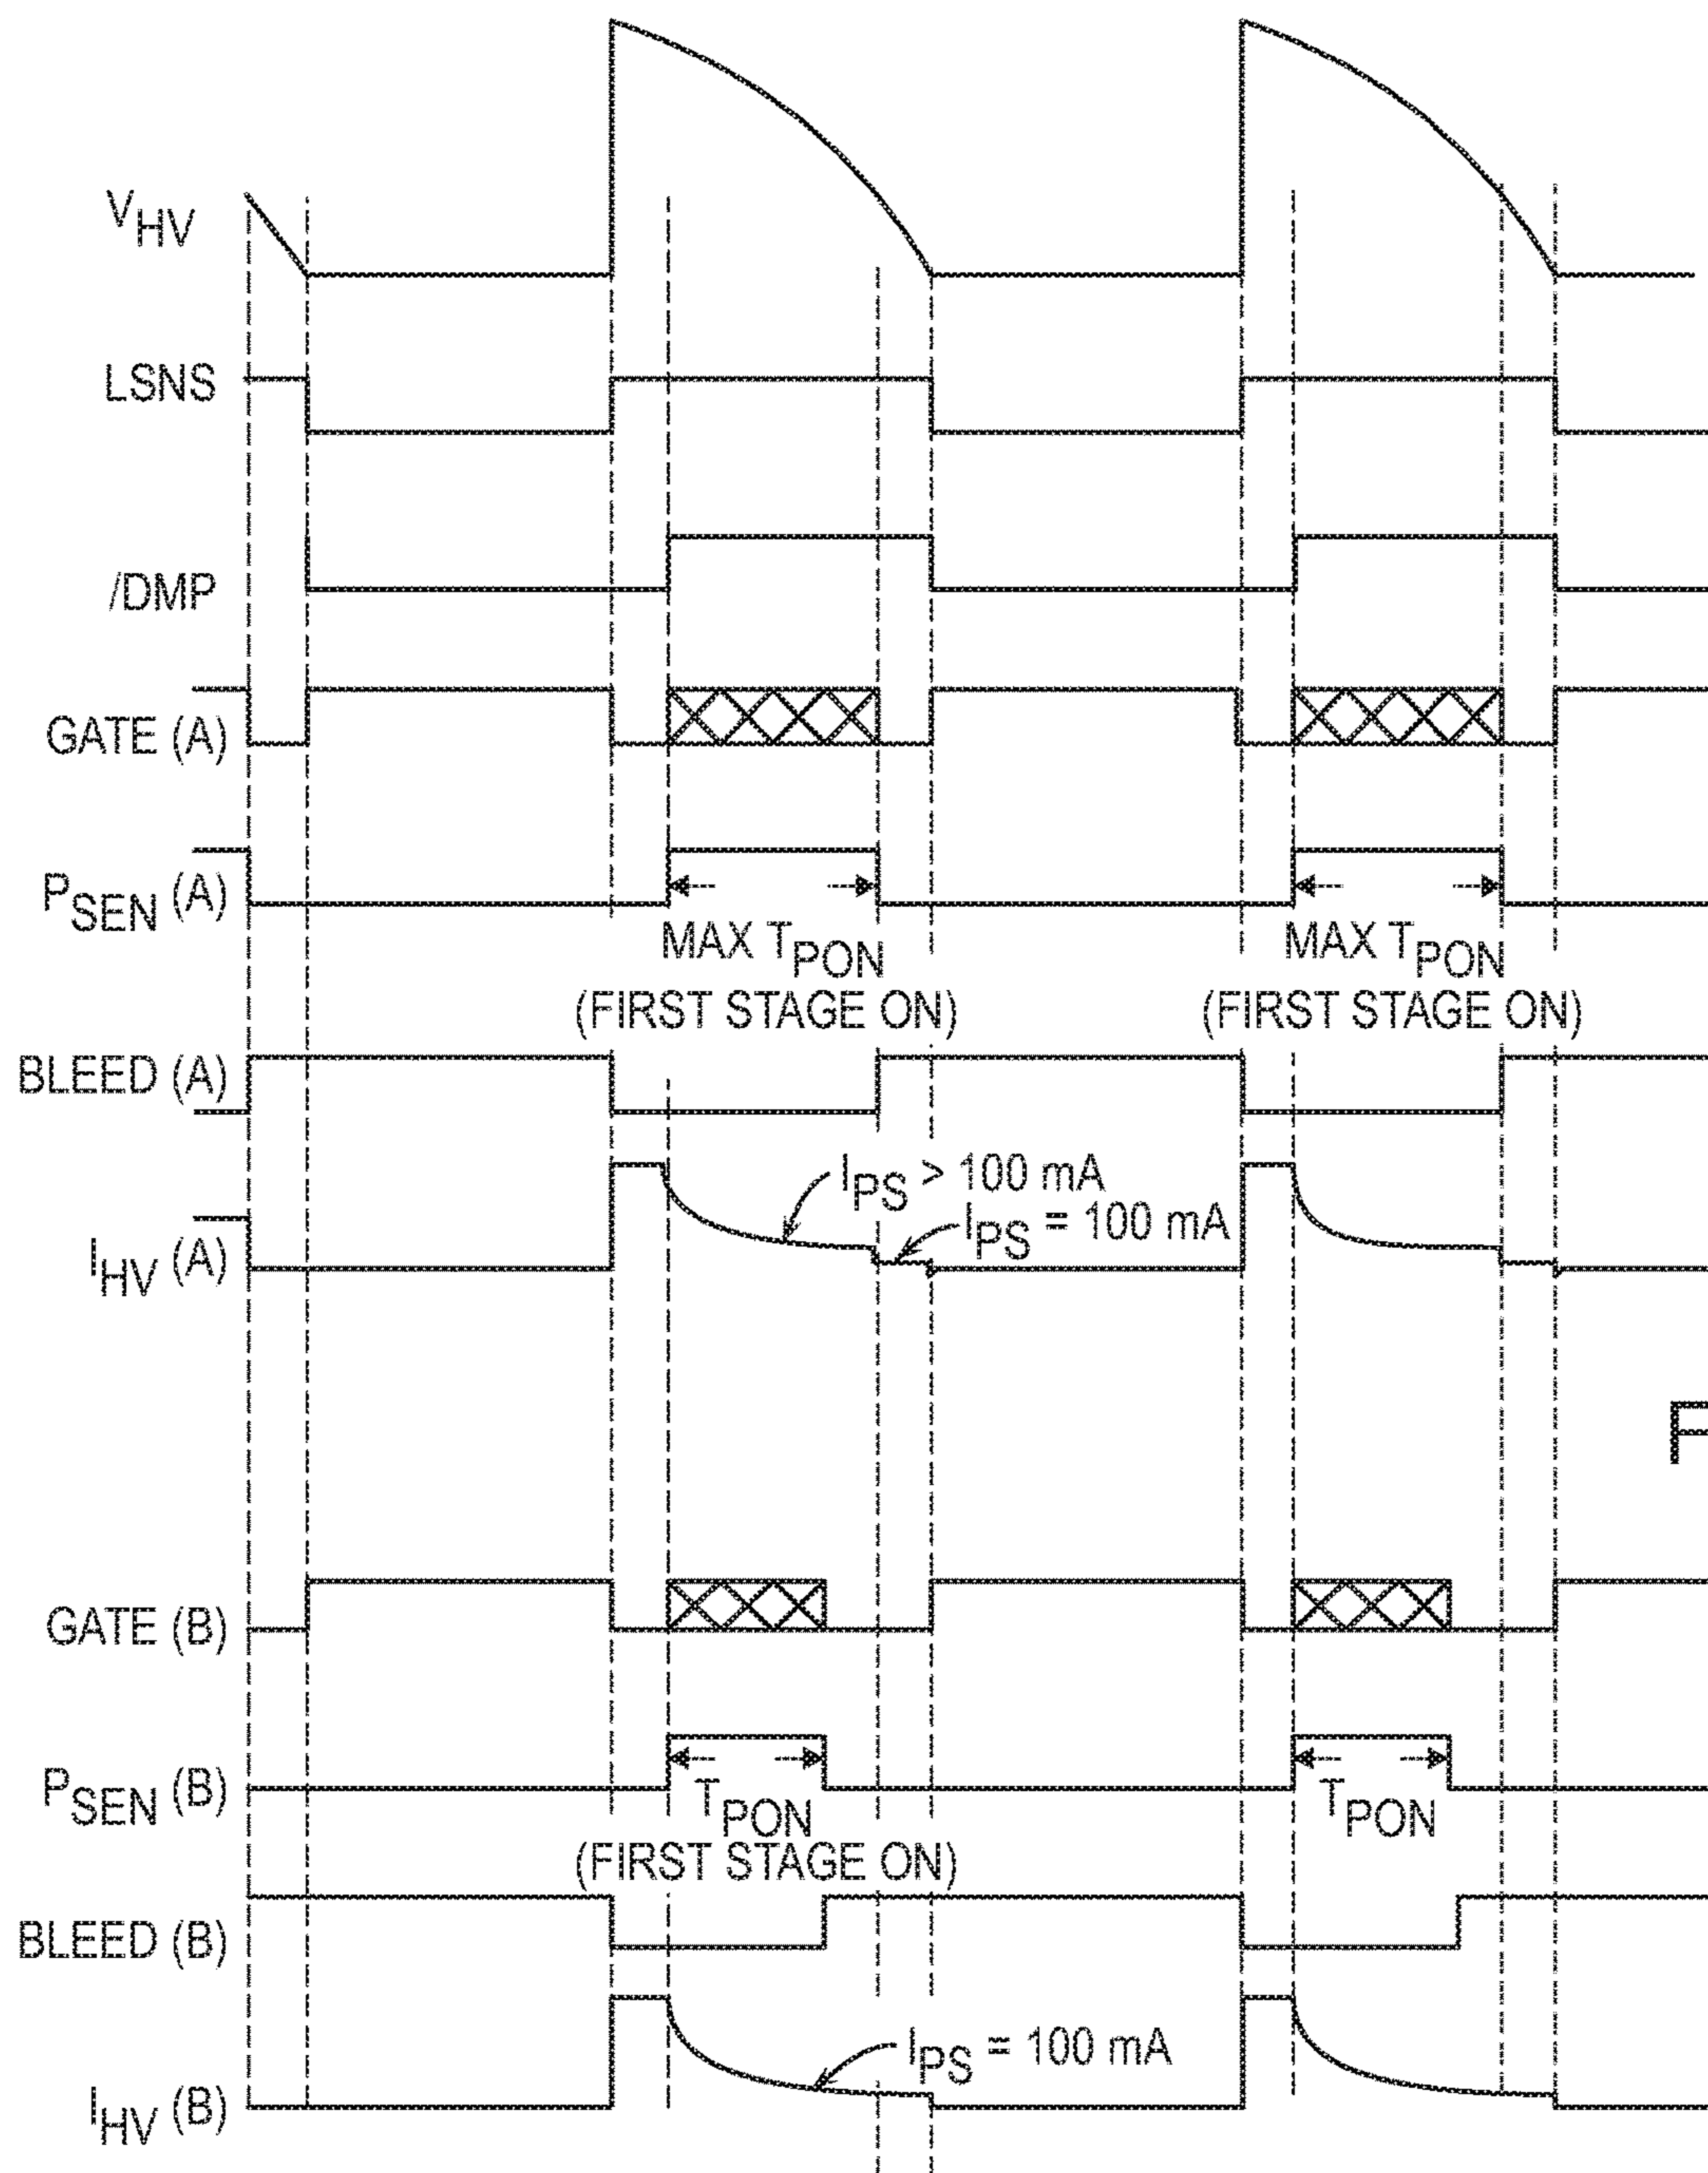 VHV
LSNS
/DMP
GATE (A)
PSEN (A)
MAX TPON
(FIRST STAGE ON)
MAX TPON
(FIRST STAGE ON)
BLEED (A)
IPS > 100 mA
IPS = 100 mA
IHV (A)
F
GATE (B)
PSEN (B)
TPON
(FIRST STAGE ON)
TPON
BLEED (B)
IPS = 100 mA
IHV (B)